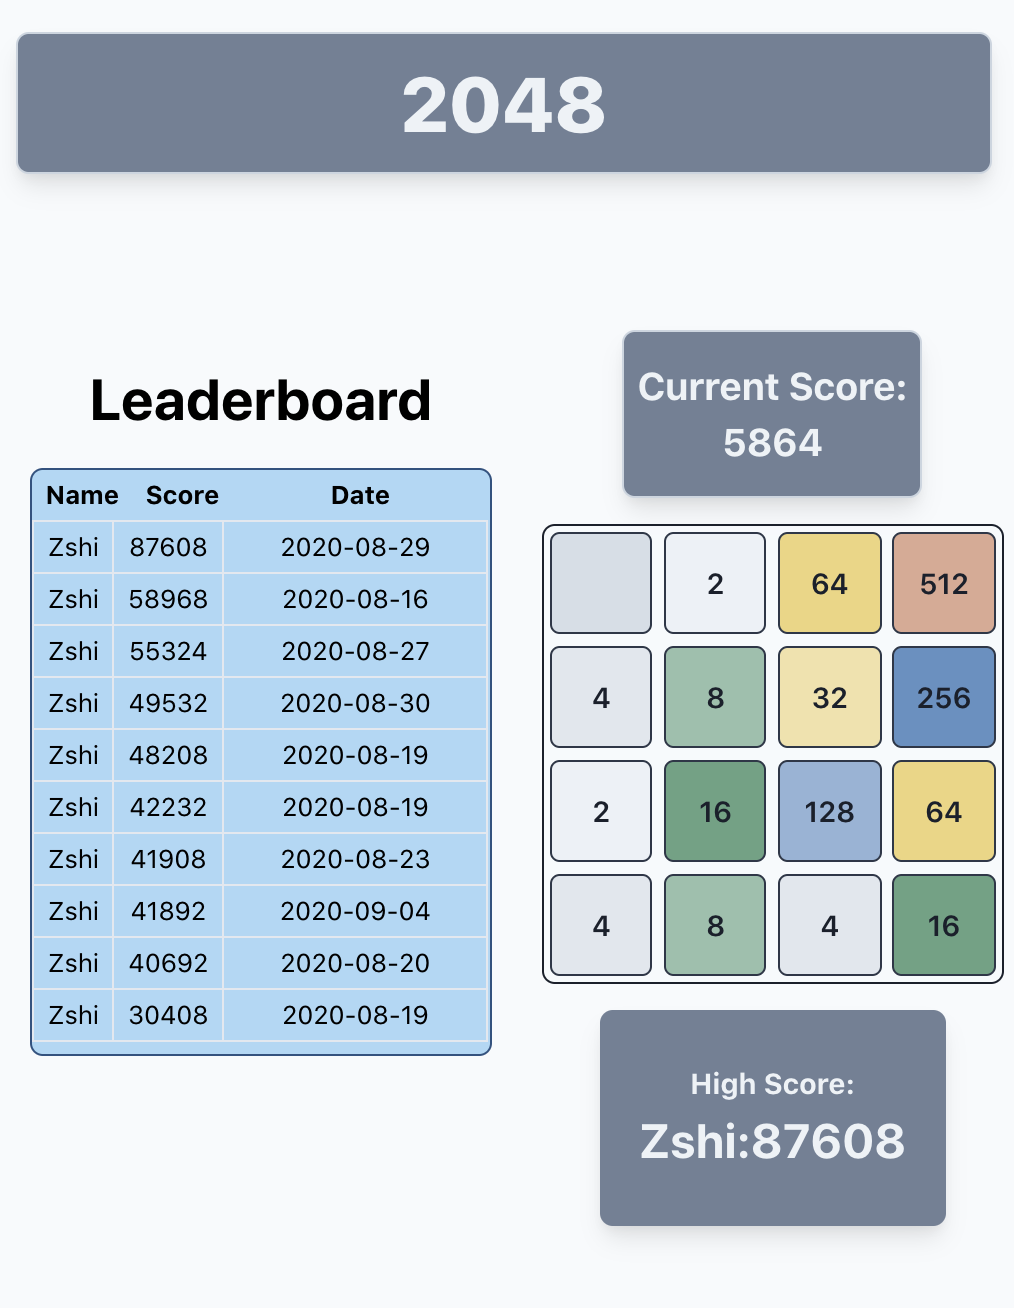 2048
Leaderboard
Name Score Date
Zshi 87608 2020-08-29
Zshi 58968 2020-08-16
Zshi 55324 2020-08-27
Zshi 49532 2020-08-30
Zshi 48208 2020-08-19
Zshi 42232 2020-08-19
Zshi 41908 2020-08-23
Zshi 41892 2020-09-04
Zshi 40692 2020-08-20
Zshi 30408 2020-08-19
Current Score:
5864
2 64 512
4 8 32 256
2 16 128 64
4 8 4 16
High Score:
Zshi:87608